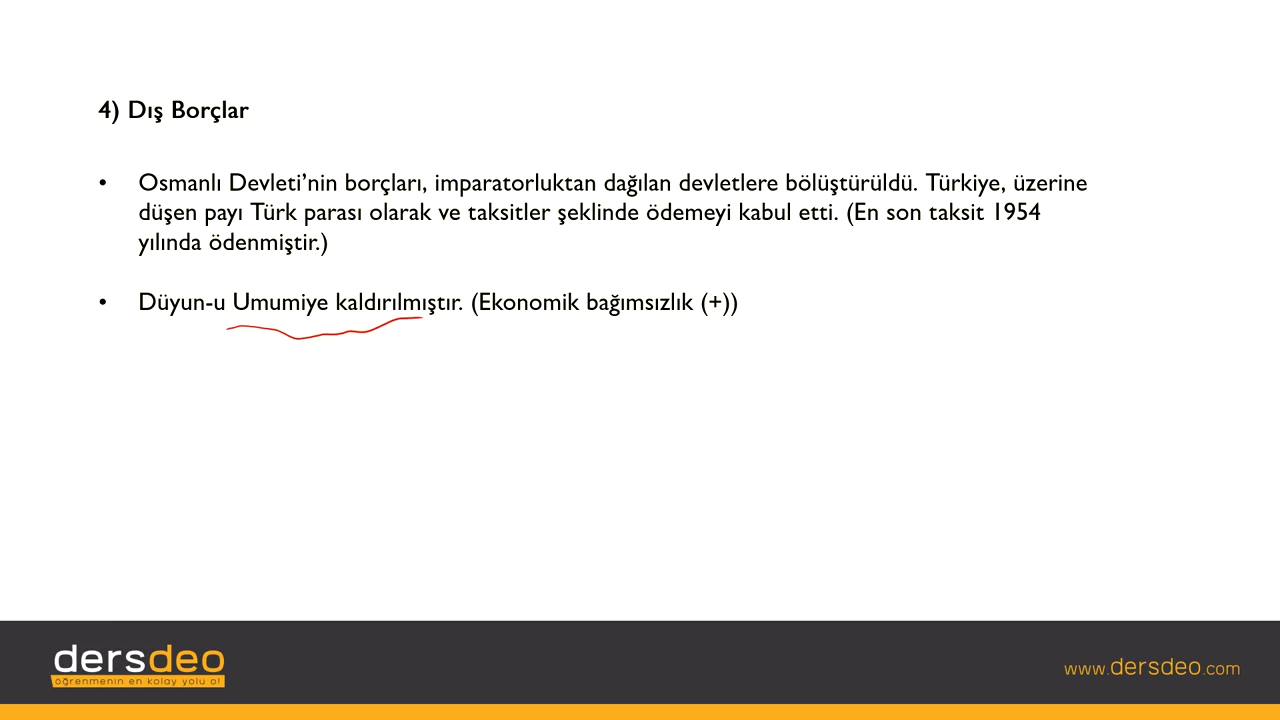 4) Dış Borçlar
• Osmanlı Devleti’nin borçları, imparatorluktan dağılan devletlere bölüştürüldü. Türkiye, üzerine
düşen payı Türk parası olarak ve taksitler şeklinde ödemeyi kabul etti. (En son taksit 1954
yılında ödenmiştir.)
• Düyun-u Umumiye kaldırılmıştır. (Ekonomik bağımsızlık (+))
dersdeo
öğrenmenin en kolay yolu o!
www.dersdeo.com